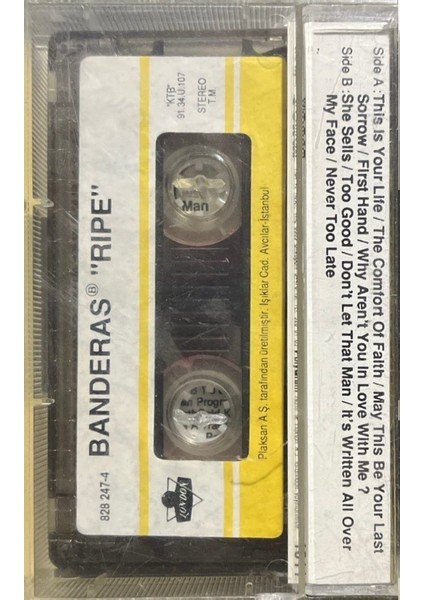 Side A : This Is Your Life / The Comfort Of Faith / May This Be Your Last
Sorrow / First Hand / Why Aren't You In Love With Me ?
Side B : She Sells / Too Good / Don't Let That Man / It's Written All Over
My Face / Never Too Late
828 247-4
BANDERAS® "RIPE"
"KTB"
91.34.U.107
STEREO
T.M
LONDON
Man
Plaksan A.Ş. tarafından üretilmiştir. Işıklar Cad. Avcılar-İstanbul